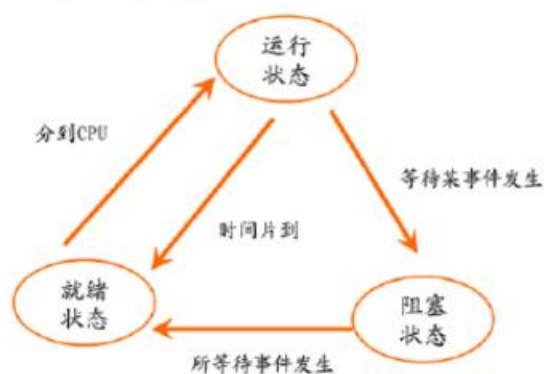 运行
状态
分到CPU
等待某事件发生
时间片到
就绪
状态
阻塞
状态
所等待事件发生